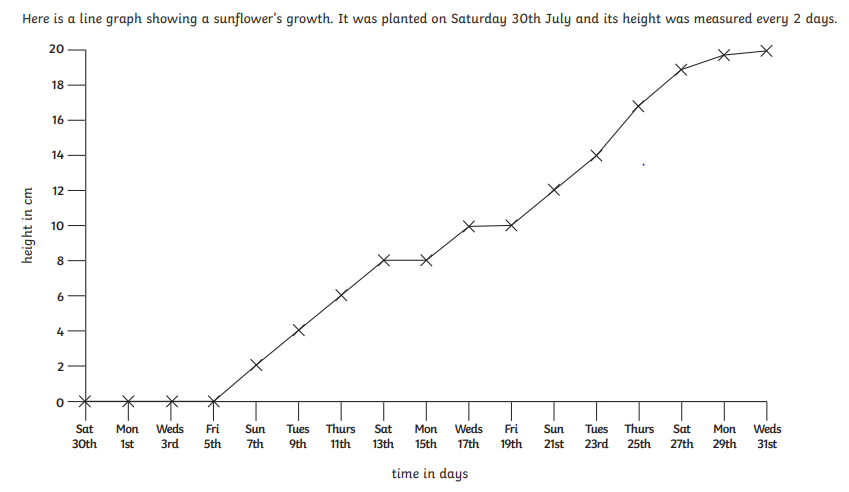 Here is a line graph showing a sunflower's growth. It was planted on Saturday 30th July and its height was measured every 2 days.
20
18
16
14
12
10
8
6
4
2
0
height in cm
Sat Mon Weds Fri Sun Tues Thurs Sat Mon Weds Fri Sun Tues Thurs Sat Mon Weds
30th 1st 3rd 5th 7th 9th 11th 13th 15th 17th 19th 21st 23rd 25th 27th 29th 31st
time in days